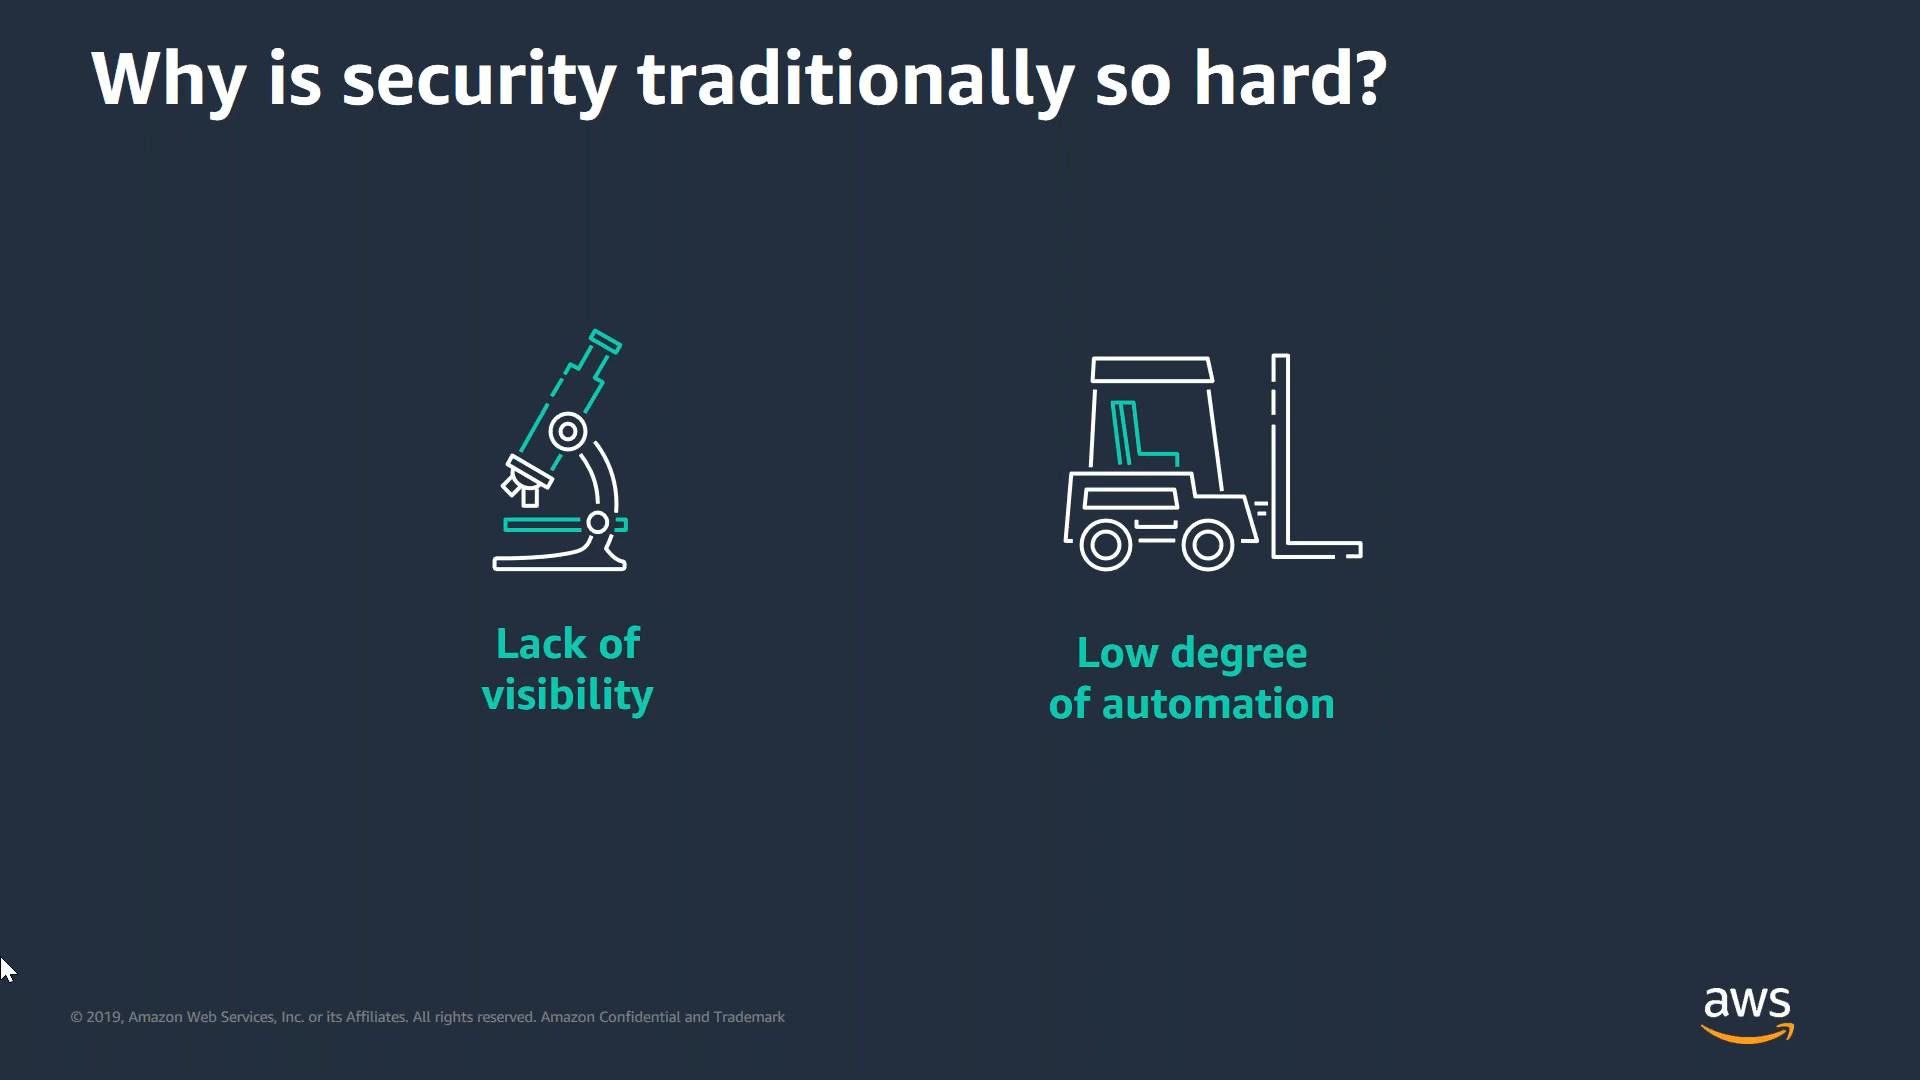 Why is security traditionally so hard?
Lack of
visibility
Low degree
of automation
© 2019, Amazon Web Services, Inc. or its Affiliates. All rights reserved. Amazon Confidential and Trademark
aws